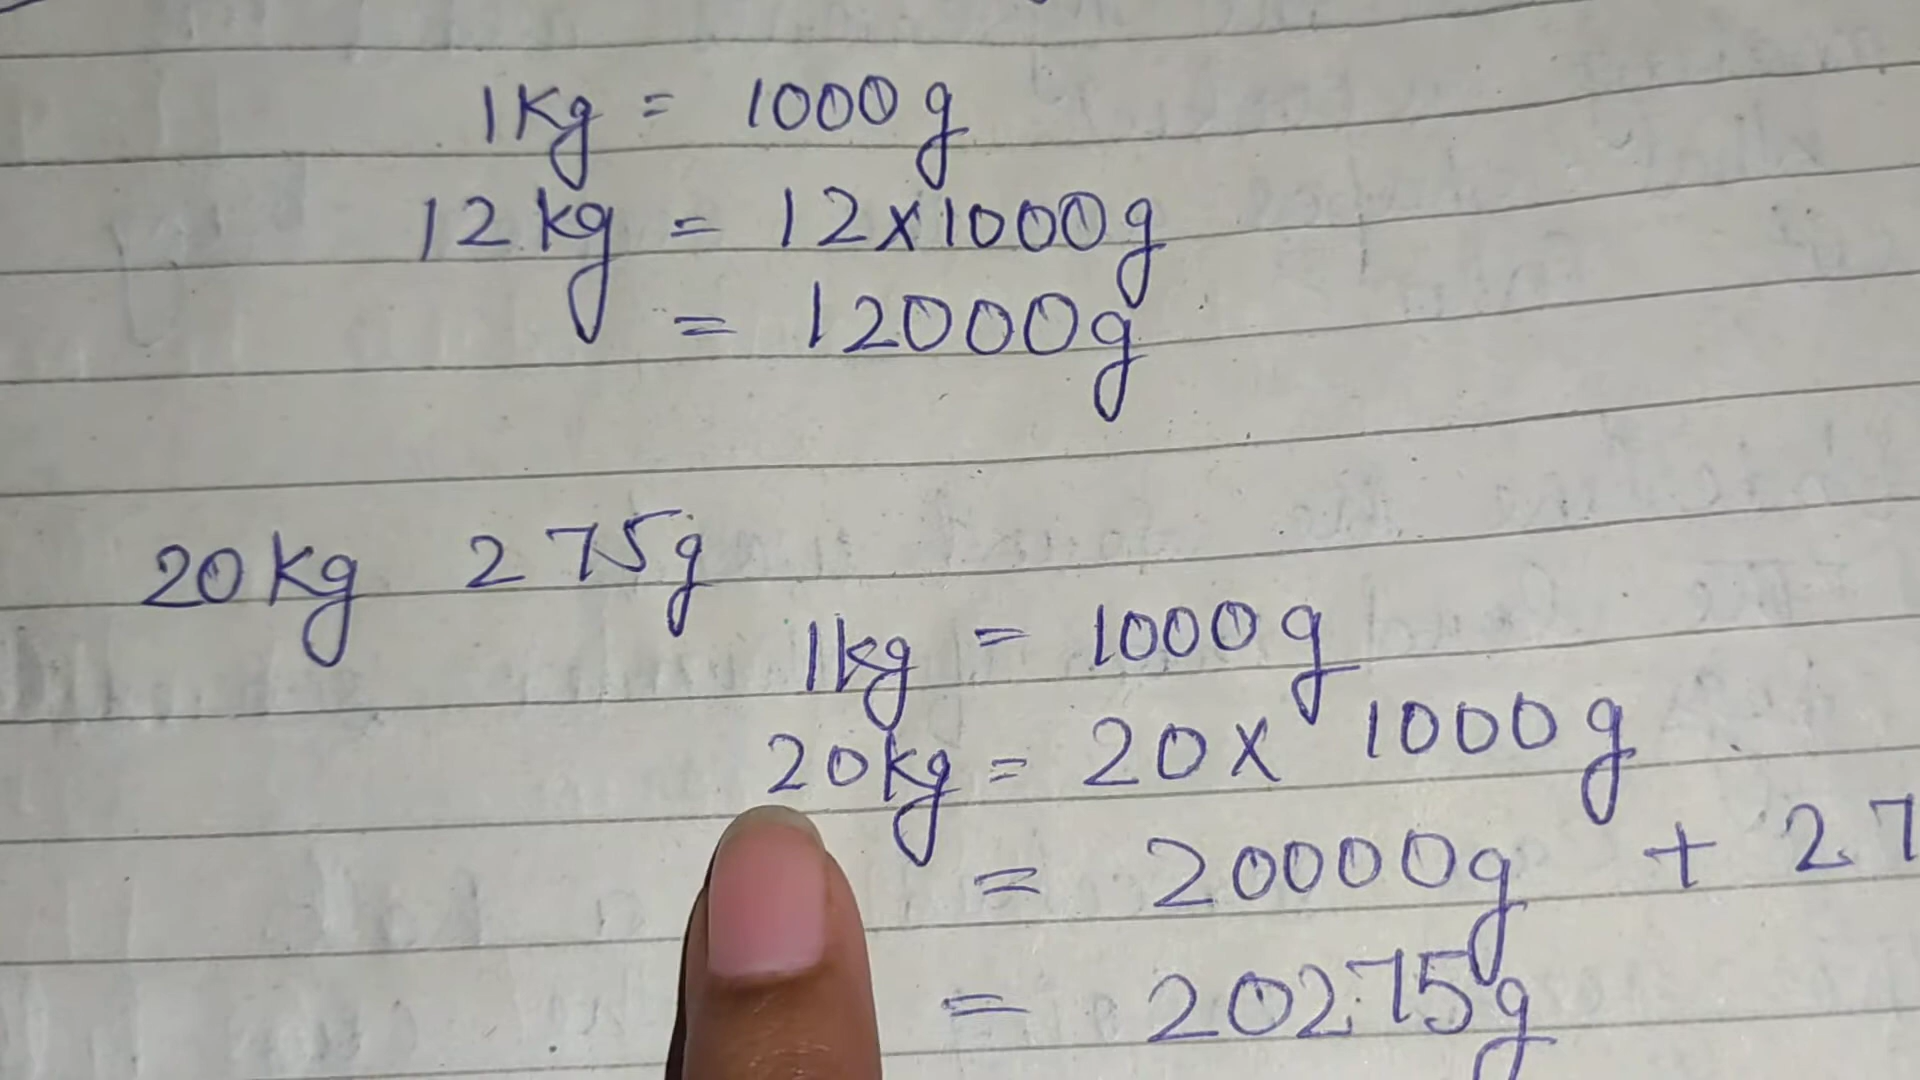 1Kg = 1000g
12kg = 12x1000g
= 12000g
20kg 275g
1kg = 1000g
20kg = 20x 1000g
= 20000g + 27
= 20275g